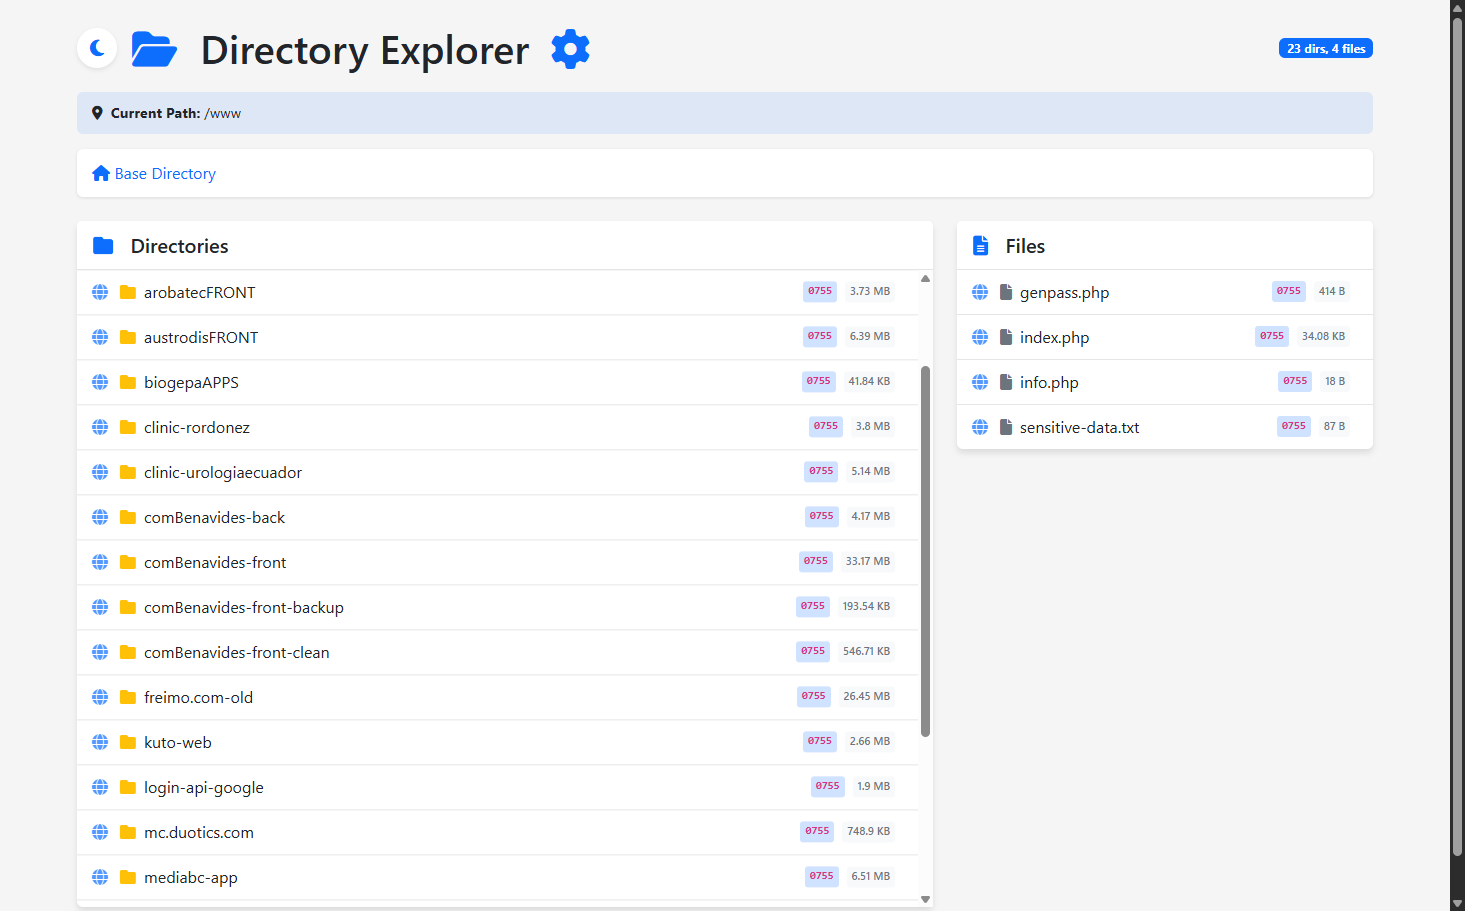 Directory Explorer
23 dirs, 4 files
Current Path: /www
Base Directory
Directories
arobatecFRONT 0755 3.73 MB
austrodisFRONT 0755 6.39 MB
biogepaAPPS 0755 41.84 KB
clinic-rordonez 0755 3.8 MB
clinic-urologiaecuador 0755 5.14 MB
comBenavides-back 0755 4.17 MB
comBenavides-front 0755 33.17 MB
comBenavides-front-backup 0755 193.54 KB
comBenavides-front-clean 0755 546.71 KB
freimo.com-old 0755 26.45 MB
kuto-web 0755 2.66 MB
login-api-google 0755 1.9 MB
mc.duotics.com 0755 748.9 KB
mediabc-app 0755 6.51 MB
Files
genpass.php 0755 414 B
index.php 0755 34.08 KB
info.php 0755 18 B
sensitive-data.txt 0755 87 B